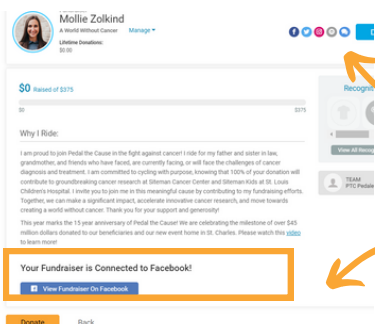 Mollie Zolkind
A World Without Cancer Manage
Lifetime Donations:
$0.00
$0 Raised of $375
Recognit
$0 $375
Why I Ride:
I am proud to join Pedal the Cause in the fight against cancer! I ride for my father and sister in law,
grandmother, and friends who have faced, are currently facing, or will face the challenges of cancer
diagnosis and treatment. I am committed to cycling with purpose, knowing that 100% of your donation will
contribute to groundbreaking cancer research at Siteman Cancer Center and Siteman Kids at St. Louis
Children's Hospital. I invite you to join me in this meaningful cause by contributing to my fundraising efforts.
Together, we can make a significant impact, accelerate innovative cancer research, and move towards
creating a world without cancer. Thank you for your support and generosity!
This year marks the 15-year anniversary of Pedal the Cause! We are celebrating the milestone of over $45
million dollars donated to our beneficiaries and our new event home in St. Charles. Please watch this video
to learn more!
View All Recog
TEAM
PTC Pedale
Your Fundraiser is Connected to Facebook!
View Fundraiser On Facebook
Donate Back